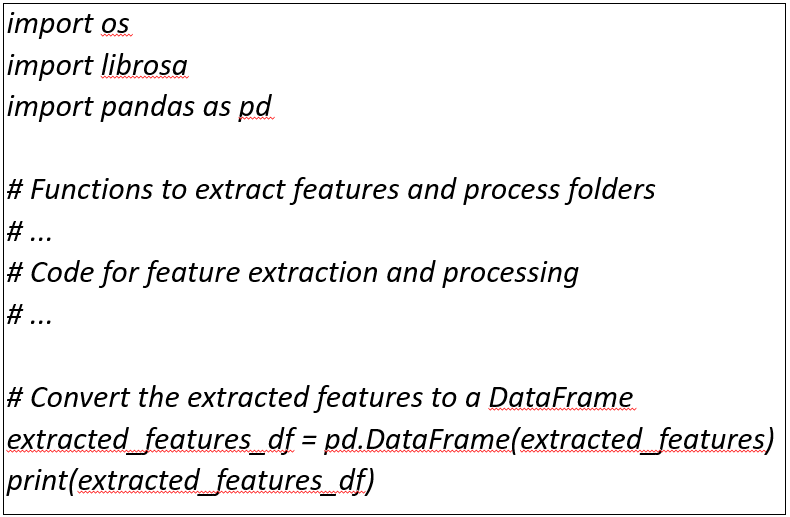 import os
import librosa
import pandas as pd
# Functions to extract features and process folders
# ...
# Code for feature extraction and processing
# ...
# Convert the extracted features to a DataFrame
extracted_features_df = pd.DataFrame(extracted_features)
print(extracted_features_df)